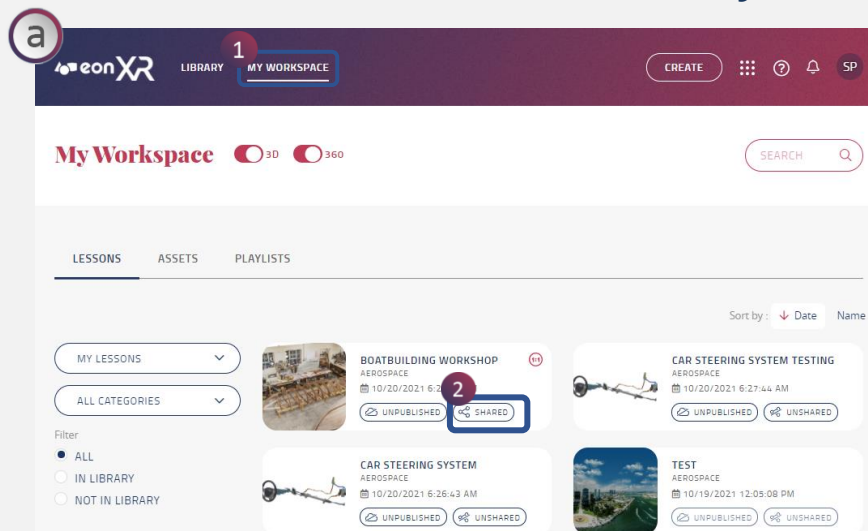 a
1
eonXR LIBRARY MY WORKSPACE CREATE SP
My Workspace 3D 360 SEARCH
LESSONS ASSETS PLAYLISTS
Sort by : Date Name
MY LESSONS
ALL CATEGORIES
Filter
ALL
IN LIBRARY
NOT IN LIBRARY
BOATBUILDING WORKSHOP
AEROSPACE
10/20/2021
2
UNPUBLISHED SHARED
CAR STEERING SYSTEM TESTING
AEROSPACE
10/20/2021 6:27:44 AM
UNPUBLISHED UNSHARED
CAR STEERING SYSTEM
AEROSPACE
10/20/2021 6:26:43 AM
UNPUBLISHED UNSHARED
TEST
AEROSPACE
10/19/2021 12:05:08 PM
UNPUBLISHED UNSHARED